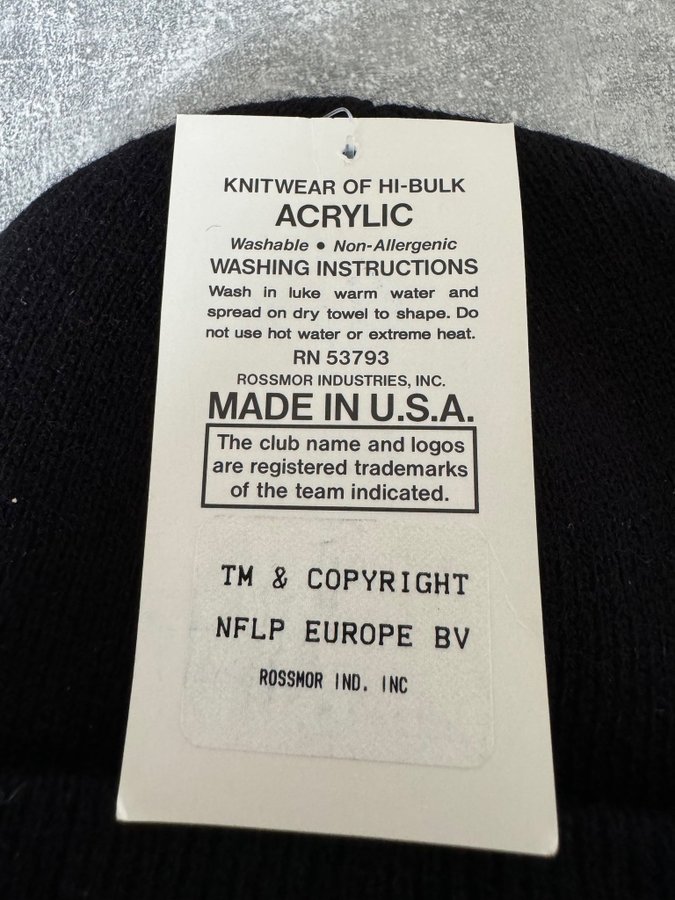 KNITWEAR OF HI-BULK
ACRYLIC
Washable • Non-Allergenic
WASHING INSTRUCTIONS
Wash in luke warm water and
spread on dry towel to shape. Do
not use hot water or extreme heat.
RN 53793
ROSSMOR INDUSTRIES, INC.
MADE IN U.S.A.
The club name and logos
are registered trademarks
of the team indicated.
TM & COPYRIGHT
NFLP EUROPE BV
ROSSMOR IND. INC